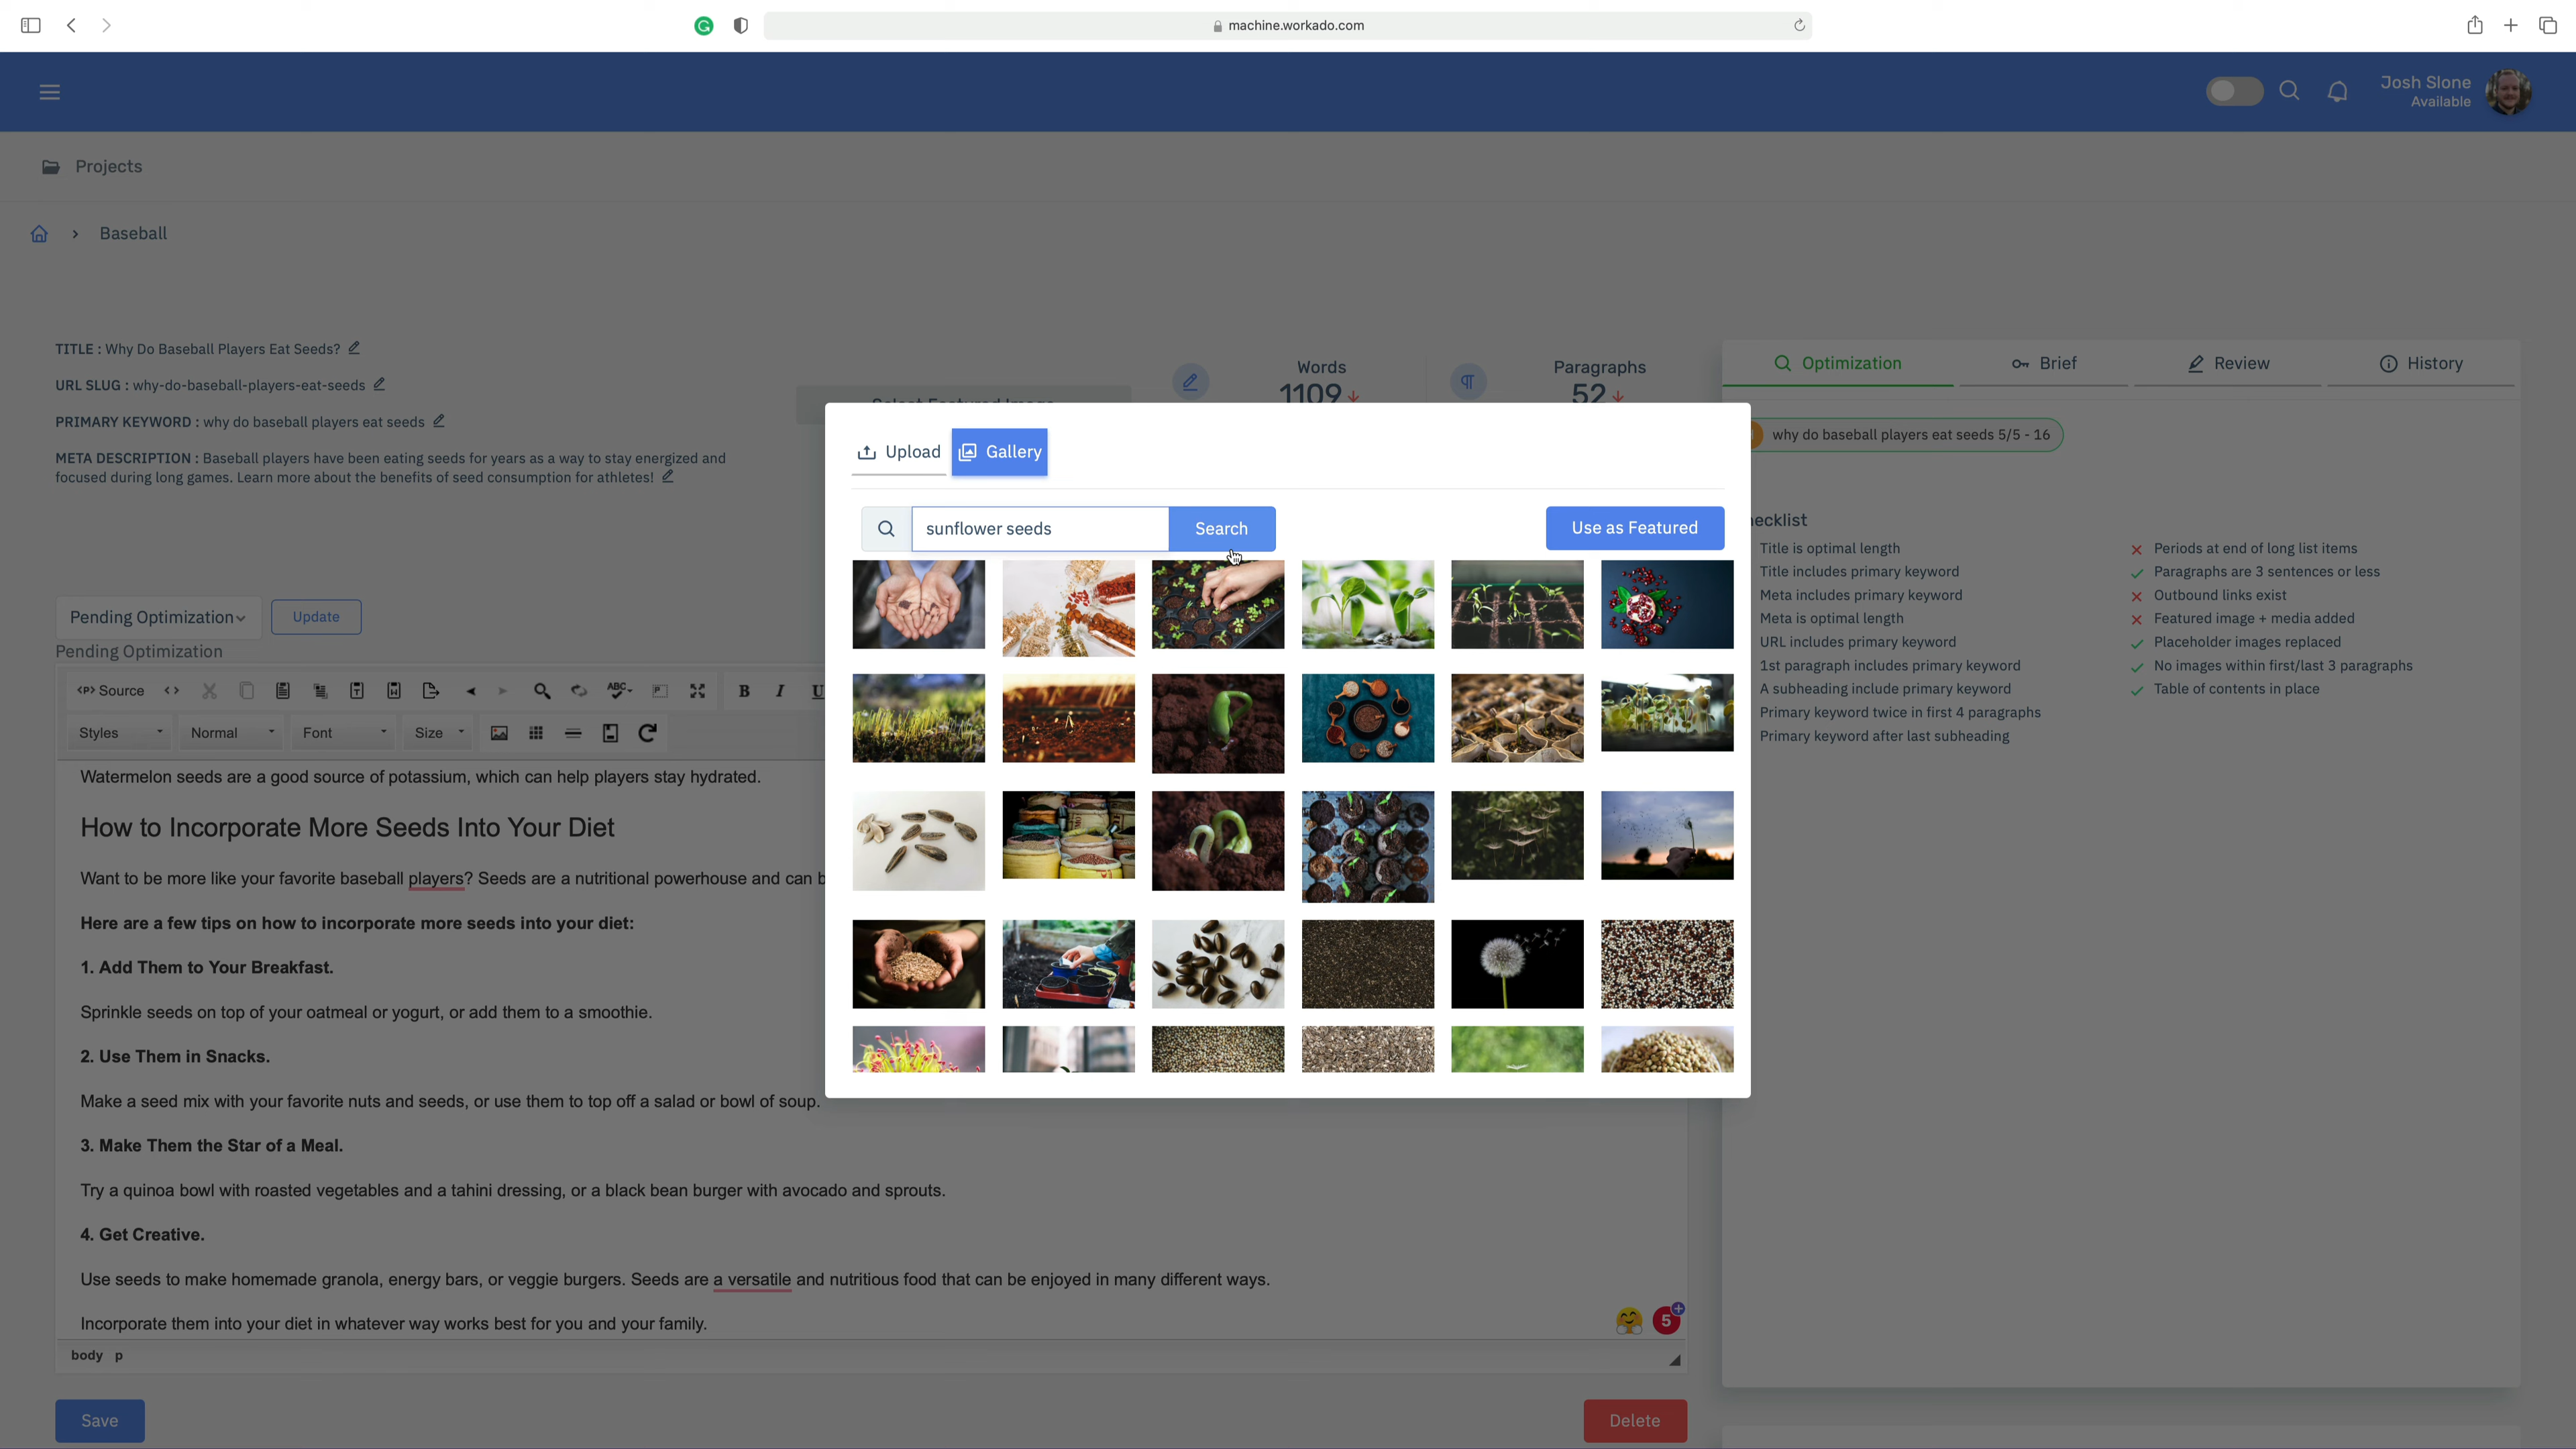 machine.workado.com
Josh Slone
Available
Projects
Baseball
TITLE : Why Do Baseball Players Eat Seeds?
URL SLUG : why-do-baseball-players-eat-seeds
PRIMARY KEYWORD : why do baseball players eat seeds
META DESCRIPTION : Baseball players have been eating seeds for years as a way to stay energized and
focused during long games. Learn more about the benefits of seed consumption for athletes!
Words
1109
Paragraphs
52
Optimization
Brief
Review
History
why do baseball players eat seeds 5/5 - 16
Upload
Gallery
sunflower seeds
Search
Use as Featured
ecklist
Title is optimal length
Title includes primary keyword
Meta includes primary keyword
Meta is optimal length
URL includes primary keyword
1st paragraph includes primary keyword
A subheading include primary keyword
Primary keyword twice in first 4 paragraphs
Primary keyword after last subheading
Periods at end of long list items
Paragraphs are 3 sentences or less
Outbound links exist
Featured image + media added
Placeholder images replaced
No images within first/last 3 paragraphs
Table of contents in place
Pending Optimization
Update
Pending Optimization
Source
B I U
Styles
Normal
Font
Size
Watermelon seeds are a good source of potassium, which can help players stay hydrated.
How to Incorporate More Seeds Into Your Diet
Want to be more like your favorite baseball players? Seeds are a nutritional powerhouse and can b
Here are a few tips on how to incorporate more seeds into your diet:
1. Add Them to Your Breakfast.
Sprinkle seeds on top of your oatmeal or yogurt, or add them to a smoothie.
2. Use Them in Snacks.
Make a seed mix with your favorite nuts and seeds, or use them to top off a salad or bowl of soup.
3. Make Them the Star of a Meal.
Try a quinoa bowl with roasted vegetables and a tahini dressing, or a black bean burger with avocado and sprouts.
4. Get Creative.
Use seeds to make homemade granola, energy bars, or veggie burgers. Seeds are a versatile and nutritious food that can be enjoyed in many different ways.
Incorporate them into your diet in whatever way works best for you and your family.
5
body p
Save
Delete